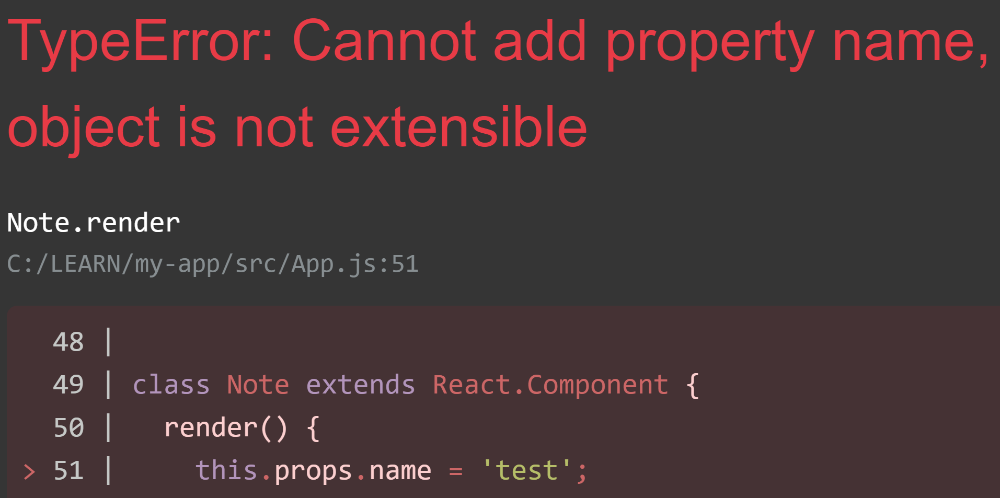 TypeError: Cannot add property name,
object is not extensible
Note.render
C:/LEARN/my-app/src/App.js:51
48 |
49 | class Note extends React.Component {
50 |   render() {
> 51 |     this.props.name = 'test';